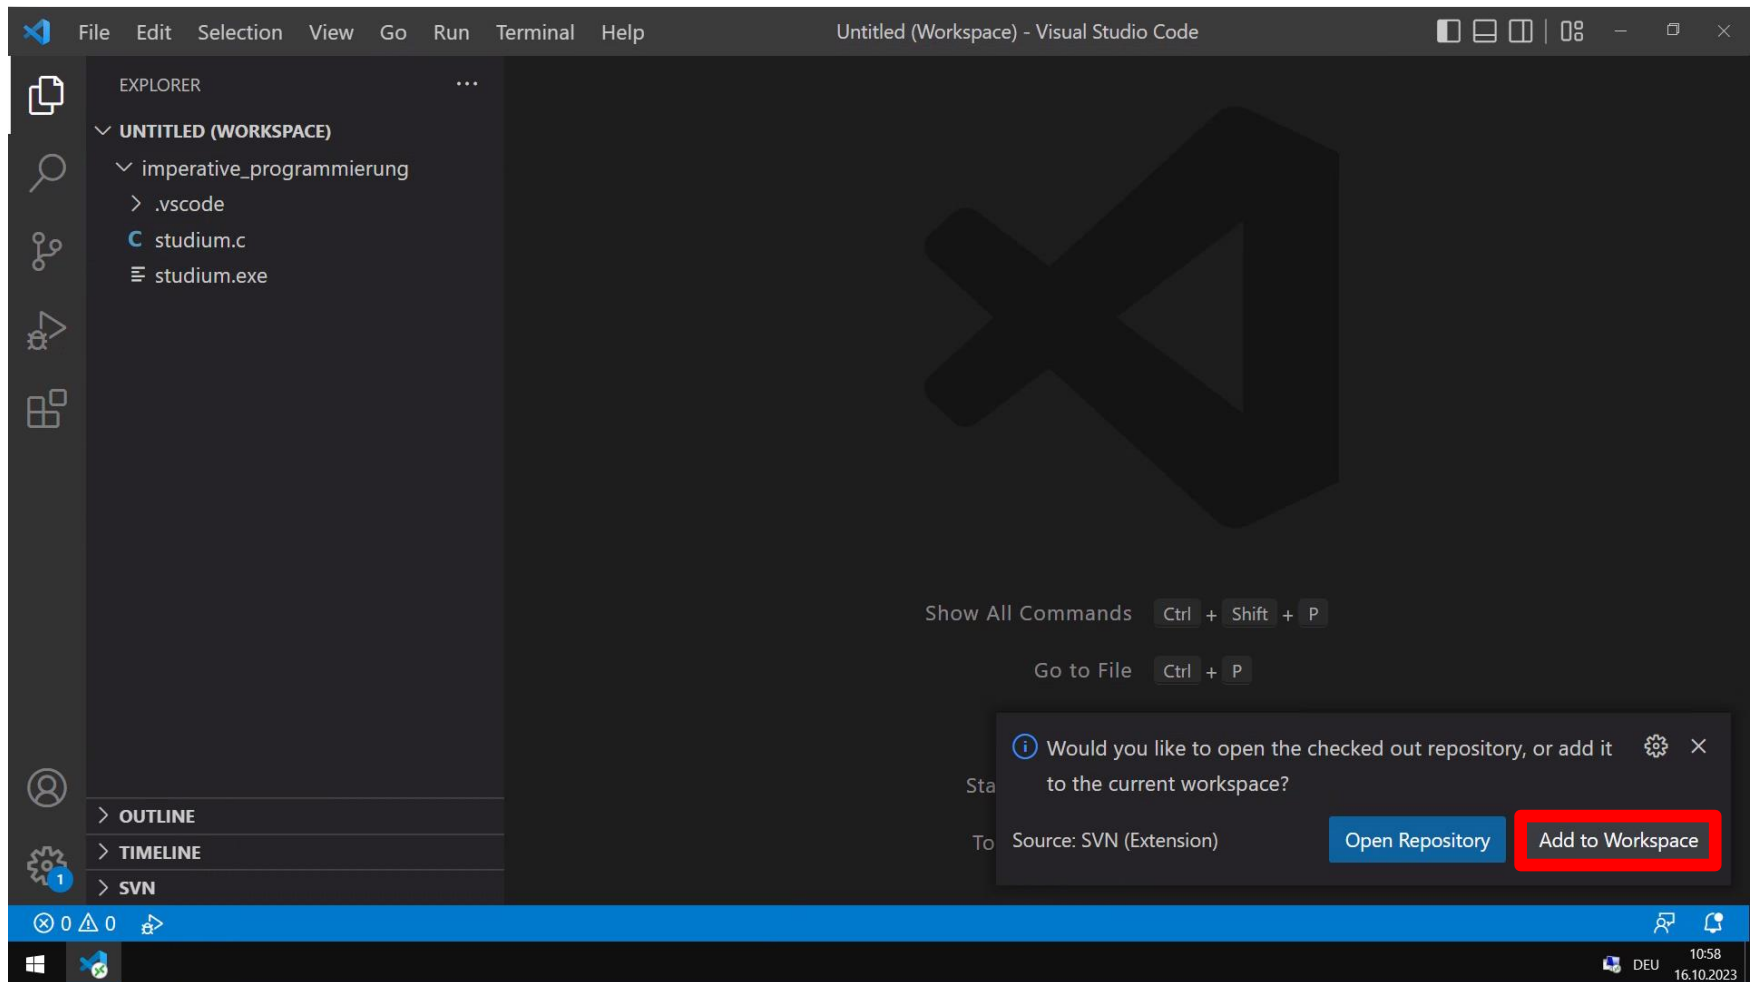 File Edit Selection View Go Run Terminal Help
Untitled (Workspace) - Visual Studio Code
EXPLORER
UNTITLED (WORKSPACE)
imperative_programmierung
.vscode
C studium.c
studium.exe
Show All Commands Ctrl + Shift + P
Go to File Ctrl + P
Sta
To
Would you like to open the checked out repository, or add it
to the current workspace?
Source: SVN (Extension)
Open Repository
Add to Workspace
OUTLINE
TIMELINE
SVN
1
0 0
DEU
10:58
16.10.2023